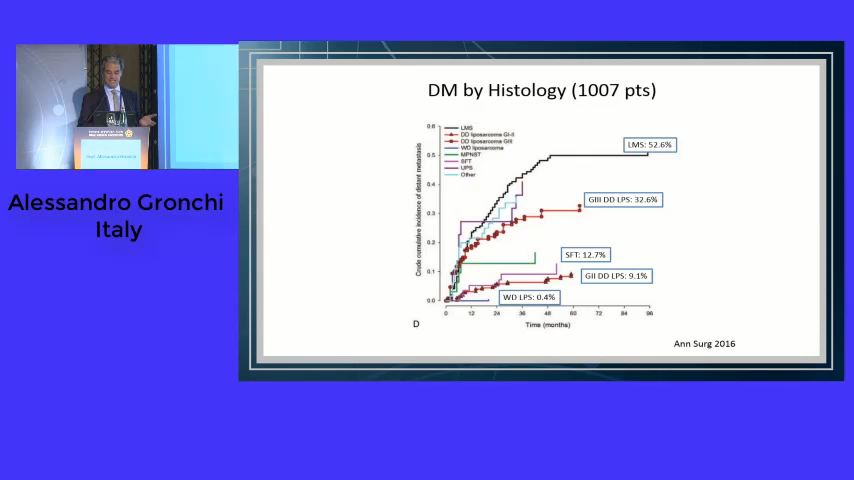 Alessandro Gronchi
Italy
DM by Histology (1007 pts)
Crude cumulative incidence of distant metastasis
0.6
0.5
0.4
0.3
0.2
0.1
0.0
LMS
DD liposarcoma GI-II
DD liposarcoma GIII
WD liposarcoma
MPNST
SFT
UPS
Other
LMS: 52.6%
GIII DD LPS: 32.6%
SFT: 12.7%
GII DD LPS: 9.1%
WD LPS: 0.4%
0 12 24 36 48 60 72 84 96
Time (months)
D
Ann Surg 2016